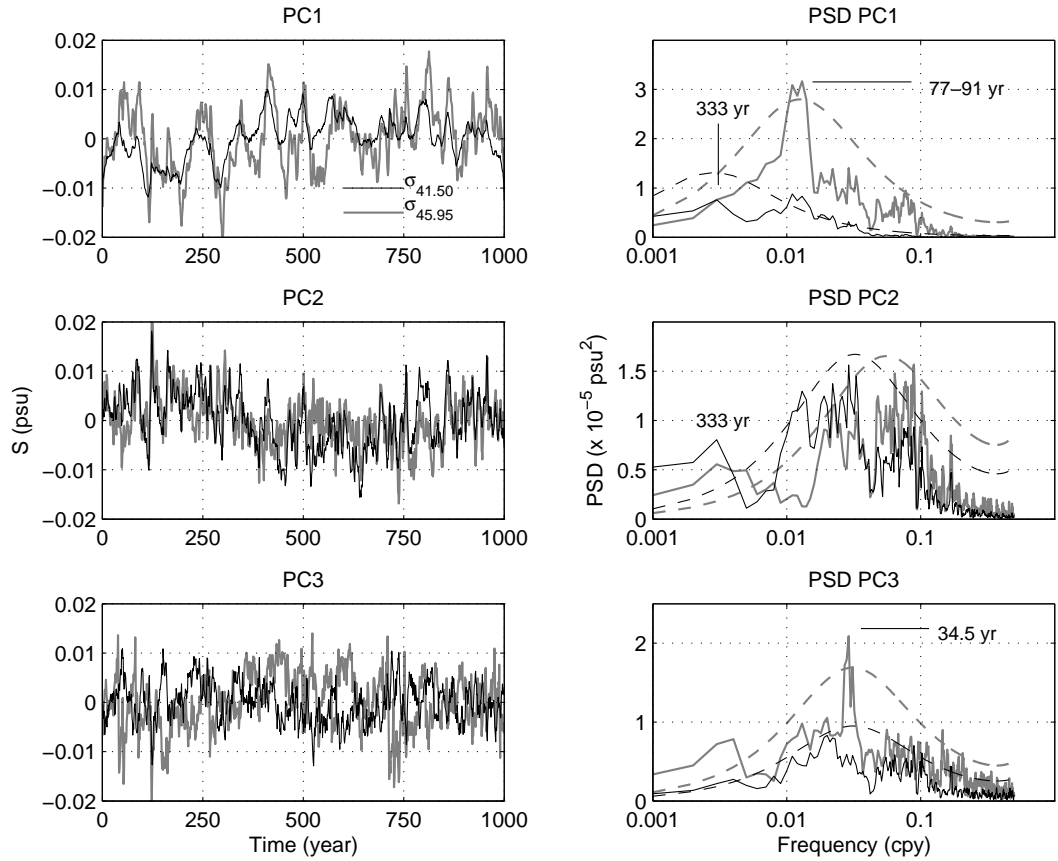 PC1
0.02
0.01
0
−0.01
−0.02
0 250 500 750 1000
σ41.50
σ45.95
PSD PC1
3
2
1
0
0.001 0.01 0.1
77–91 yr
333 yr
PC2
0.02
0.01
0
−0.01
−0.02
0 250 500 750 1000
S (psu)
PSD PC2
1.5
1
0.5
0
0.001 0.01 0.1
333 yr
PSD (x 10−5 psu2)
PC3
0.02
0.01
0
−0.01
−0.02
0 250 500 750 1000
Time (year)
PSD PC3
2
1
0
0.001 0.01 0.1
34.5 yr
Frequency (cpy)